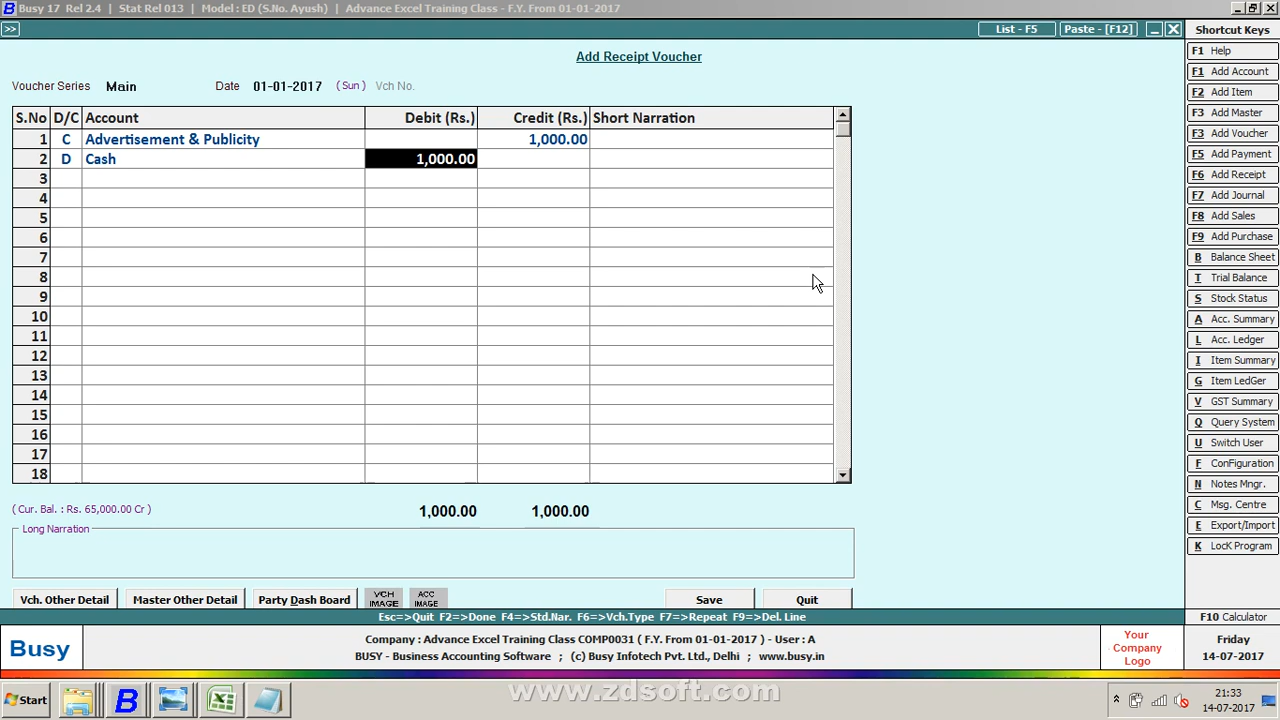 Busy 17 Rel 2.4 | Stat Rel 013 | Model : ED (S.No. Ayush) | Advance Excel Training Class - F.Y. From 01-01-2017
>> List - F5 Paste - [F12] Shortcut Keys
Add Receipt Voucher
Voucher Series Main Date 01-01-2017 (Sun) Vch No.
S.No D/C Account Debit (Rs.) Credit (Rs.) Short Narration
1 C Advertisement & Publicity 1,000.00
2 D Cash 1,000.00
3
4
5
6
7
8
9
10
11
12
13
14
15
16
17
18
( Cur. Bal. : Rs. 65,000.00 Cr ) 1,000.00 1,000.00
Long Narration
Vch. Other Detail Master Other Detail Party Dash Board VCH IMAGE ACC IMAGE Save Quit
Esc=>Quit F2=>Done F4=>Std.Nar. F6=>Vch.Type F7=>Repeat F9=>Del. Line
F1 Help
F1 Add Account
F2 Add Item
F3 Add Master
F3 Add Voucher
F5 Add Payment
F6 Add Receipt
F7 Add Journal
F8 Add Sales
F9 Add Purchase
B Balance Sheet
T Trial Balance
S Stock Status
A Acc. Summary
L Acc. Ledger
I Item Summary
G Item LedGer
V GST Summary
Q Query System
U Switch User
F ConFiguration
N Notes Mngr.
C Msg. Centre
E Export/Import
K LocK Program
F10 Calculator
Busy
Company : Advance Excel Training Class COMP0031 ( F.Y. From 01-01-2017 ) - User : A
BUSY - Business Accounting Software ; (c) Busy Infotech Pvt. Ltd., Delhi ; www.busy.in
Your
Company
Logo
Friday
14-07-2017
Start
www.zdsoft.com
21:33
14-07-2017